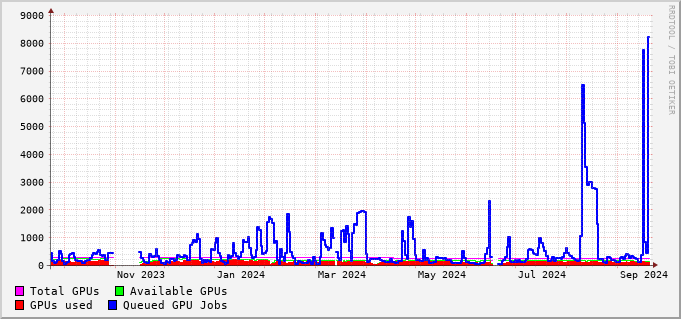 9000
8000
7000
6000
5000
4000
3000
2000
1000
0
Nov 2023 Jan 2024 Mar 2024 May 2024 Jul 2024 Sep 2024
Total GPUs Available GPUs
GPUs used Queued GPU Jobs
RRDTOOL / TOBI OETIKER